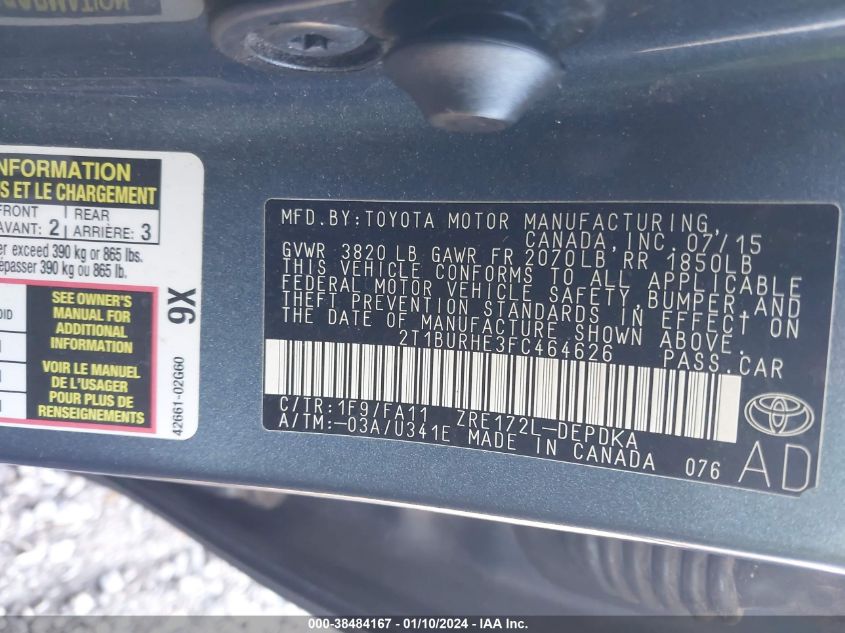 INFORMATION
NFORMATION
S ET LE CHARGEMENT
FRONT
AVANT: 2
REAR
ARRIÈRE: 3
er exceed 390 kg or 865 lbs.
épasser 390 kg ou 865 lb.
OID
SEE OWNER'S
MANUAL FOR
ADDITIONAL
INFORMATION
VOIR LE MANUEL
DE L'USAGER
POUR PLUS DE
RENSEIGNEMENTS
9X
42661-02G60
MFD.BY:TOYOTA MOTOR MANUFACTURING,
CANADA,INC.07/15
GVWR 3820 LB GAWR FR 2070LB RR 1850LB
THIS VEHICLE CONFORMS TO ALL APPLICABLE
FEDERAL MOTOR VEHICLE SAFETY,BUMPER,AND
THEFT PREVENTION STANDARDS IN EFFECT ON
THE DATE OF MANUFACTURE SHOWN ABOVE.
2T1BURHE3FC464626 PASS.CAR
C/TR:1F9/FA11 ZRE172L-DEPDKA
A/TM:-03A/U341E MADE IN CANADA 076
AD
000-38484167 - 01/10/2024 - IAA Inc.